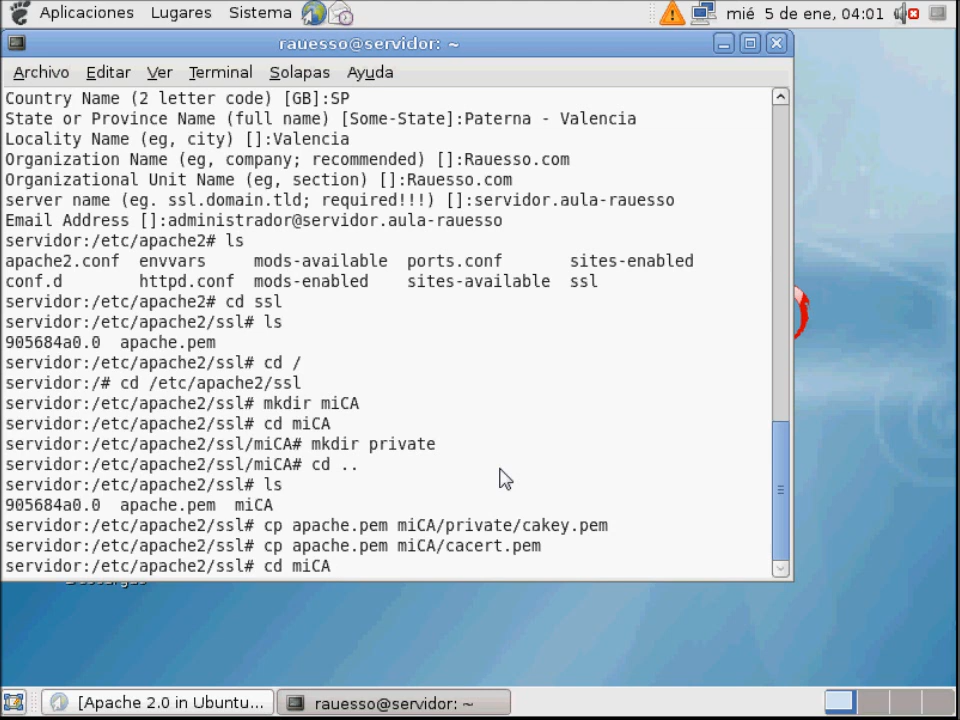 Aplicaciones Lugares Sistema mié 5 de ene, 04:01
rauesso@servidor: ~
Archivo Editar Ver Terminal Solapas Ayuda
Country Name (2 letter code) [GB]:SP
State or Province Name (full name) [Some-State]:Paterna - Valencia
Locality Name (eg, city) []:Valencia
Organization Name (eg, company; recommended) []:Rauesso.com
Organizational Unit Name (eg, section) []:Rauesso.com
server name (eg. ssl.domain.tld; required!!!) []:servidor.aula-rauesso
Email Address []:administrador@servidor.aula-rauesso
servidor:/etc/apache2# ls
apache2.conf  envvars     mods-available  ports.conf       sites-enabled
conf.d        httpd.conf  mods-enabled    sites-available  ssl
servidor:/etc/apache2# cd ssl
servidor:/etc/apache2/ssl# ls
905684a0.0  apache.pem
servidor:/etc/apache2/ssl# cd /
servidor:/# cd /etc/apache2/ssl
servidor:/etc/apache2/ssl# mkdir miCA
servidor:/etc/apache2/ssl# cd miCA
servidor:/etc/apache2/ssl/miCA# mkdir private
servidor:/etc/apache2/ssl/miCA# cd ..
servidor:/etc/apache2/ssl# ls
905684a0.0  apache.pem  miCA
servidor:/etc/apache2/ssl# cp apache.pem miCA/private/cakey.pem
servidor:/etc/apache2/ssl# cp apache.pem miCA/cacert.pem
servidor:/etc/apache2/ssl# cd miCA
[Apache 2.0 in Ubuntu... rauesso@servidor: ~